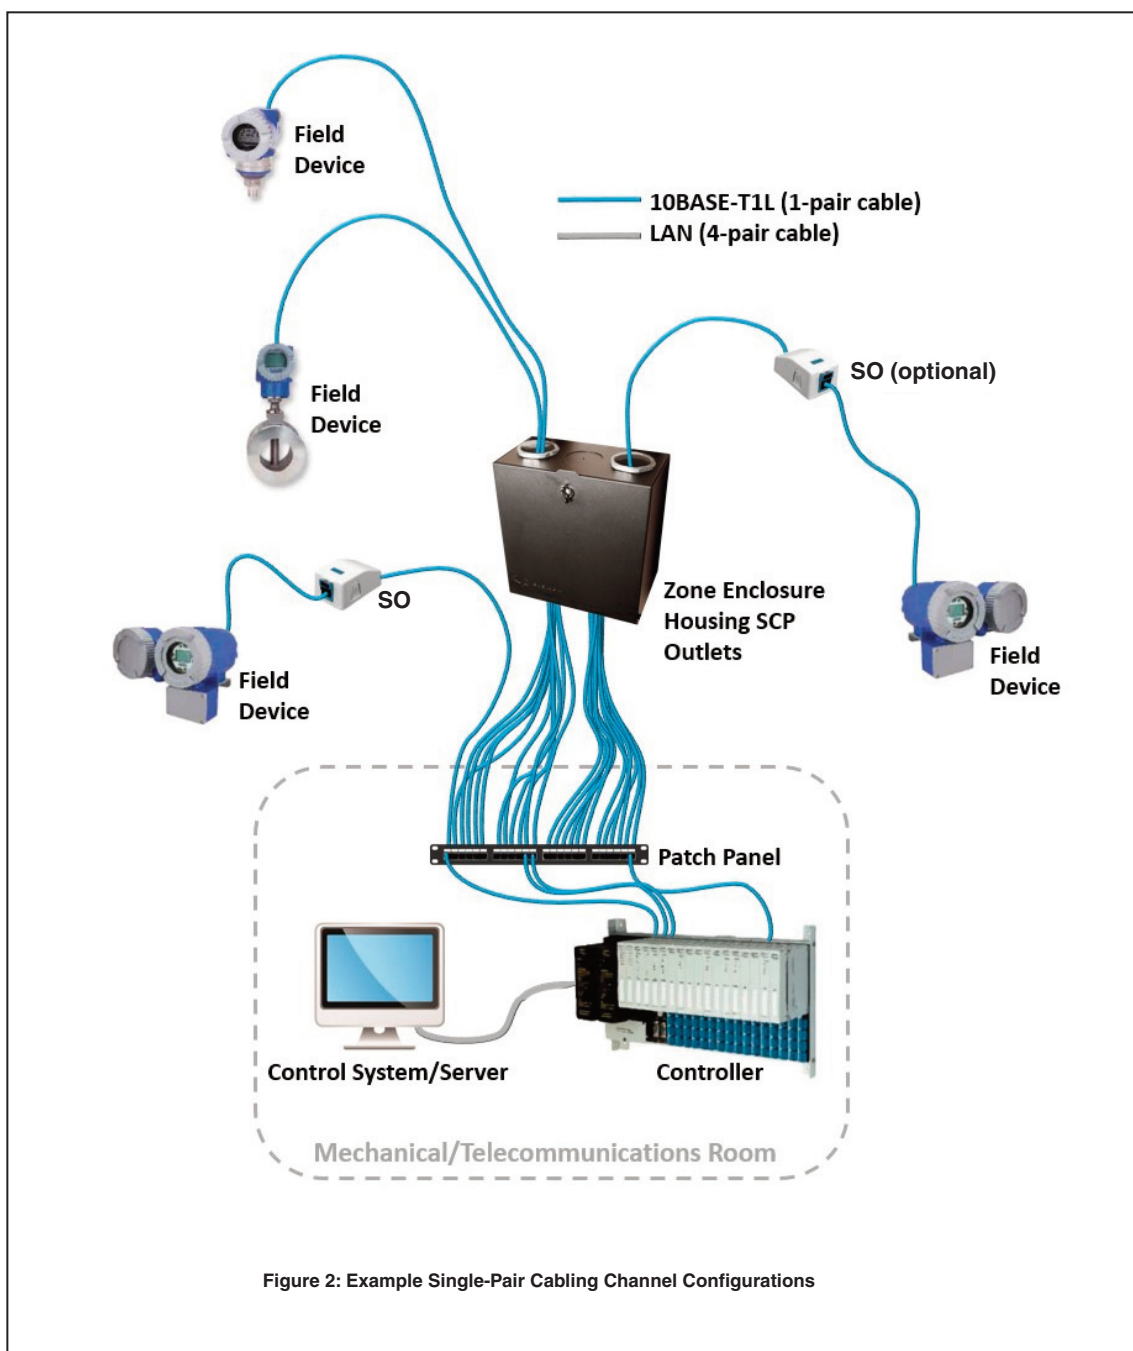 Field
Device
10BASE-T1L (1-pair cable)
LAN (4-pair cable)
SO (optional)
Field
Device
SO
Zone Enclosure
Housing SCP
Outlets
Field
Device
Field
Device
Patch Panel
Control System/Server
Controller
Mechanical/Telecommunications Room
Figure 2: Example Single-Pair Cabling Channel Configurations